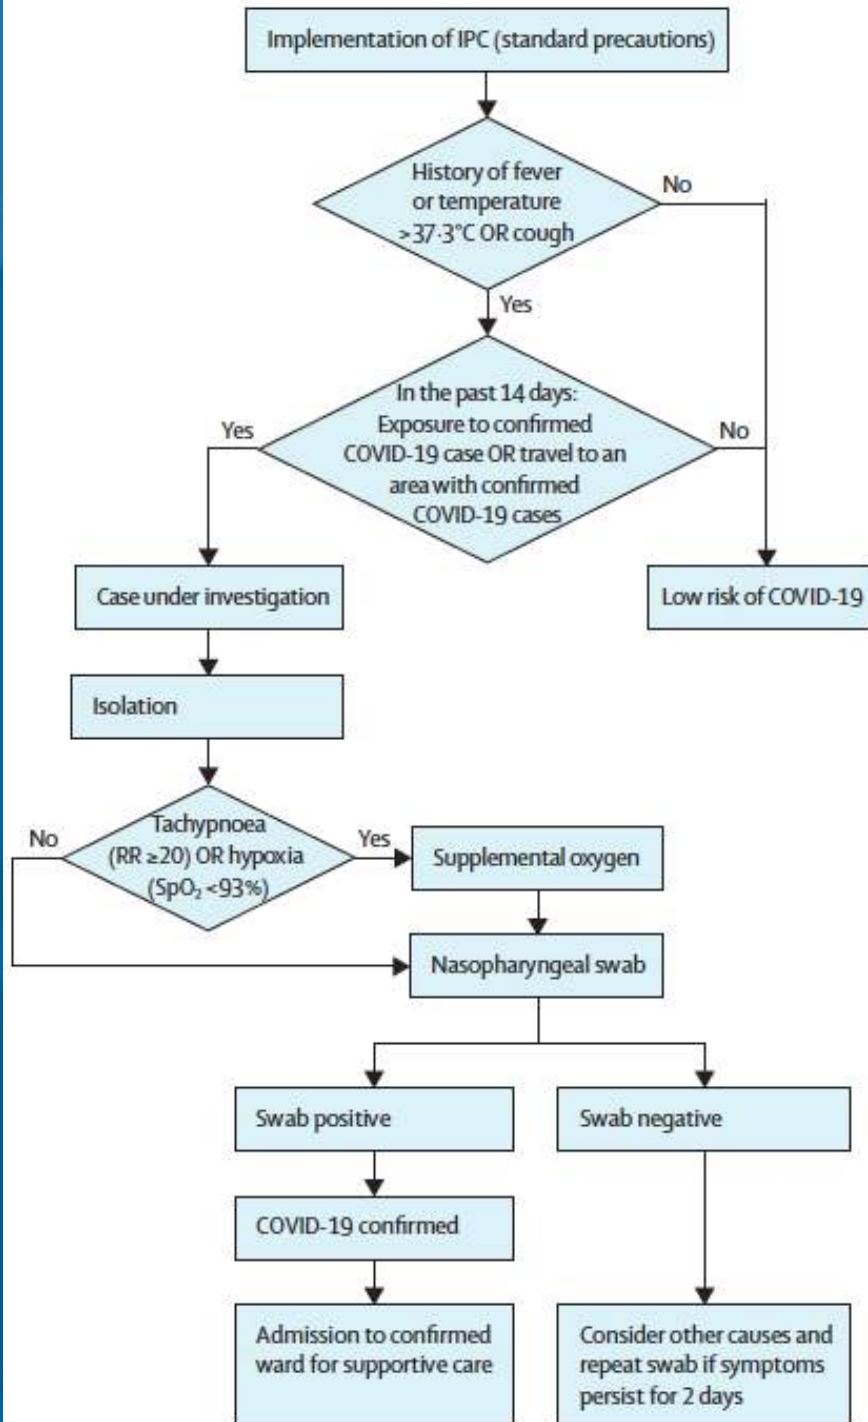 Implementation of IPC (standard precautions)
History of fever
or temperature
>37·3°C OR cough
No
Yes
In the past 14 days:
Exposure to confirmed
COVID-19 case OR travel to an
area with confirmed
COVID-19 cases
Yes
No
Case under investigation
Low risk of COVID-19
Isolation
Tachypnoea
(RR ≥20) OR hypoxia
(SpO₂ <93%)
No
Yes
Supplemental oxygen
Nasopharyngeal swab
Swab positive
Swab negative
COVID-19 confirmed
Admission to confirmed
ward for supportive care
Consider other causes and
repeat swab if symptoms
persist for 2 days